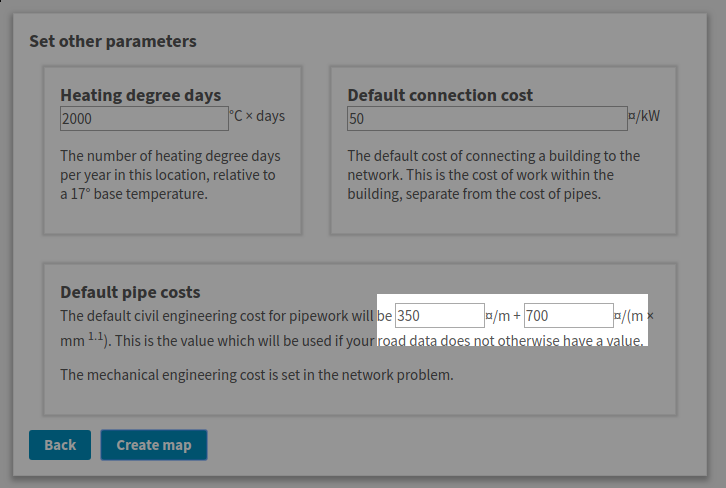 Set other parameters
Heating degree days
2000 °C × days
The number of heating degree days
per year in this location, relative to
a 17° base temperature.
Default connection cost
50 ¤/kW
The default cost of connecting a building to the
network. This is the cost of work within the
building, separate from the cost of pipes.
Default pipe costs
The default civil engineering cost for pipework will be 350 ¤/m + 700 ¤/(m ×
mm 1.1). This is the value which will be used if your road data does not otherwise have a value.
The mechanical engineering cost is set in the network problem.
Back Create map